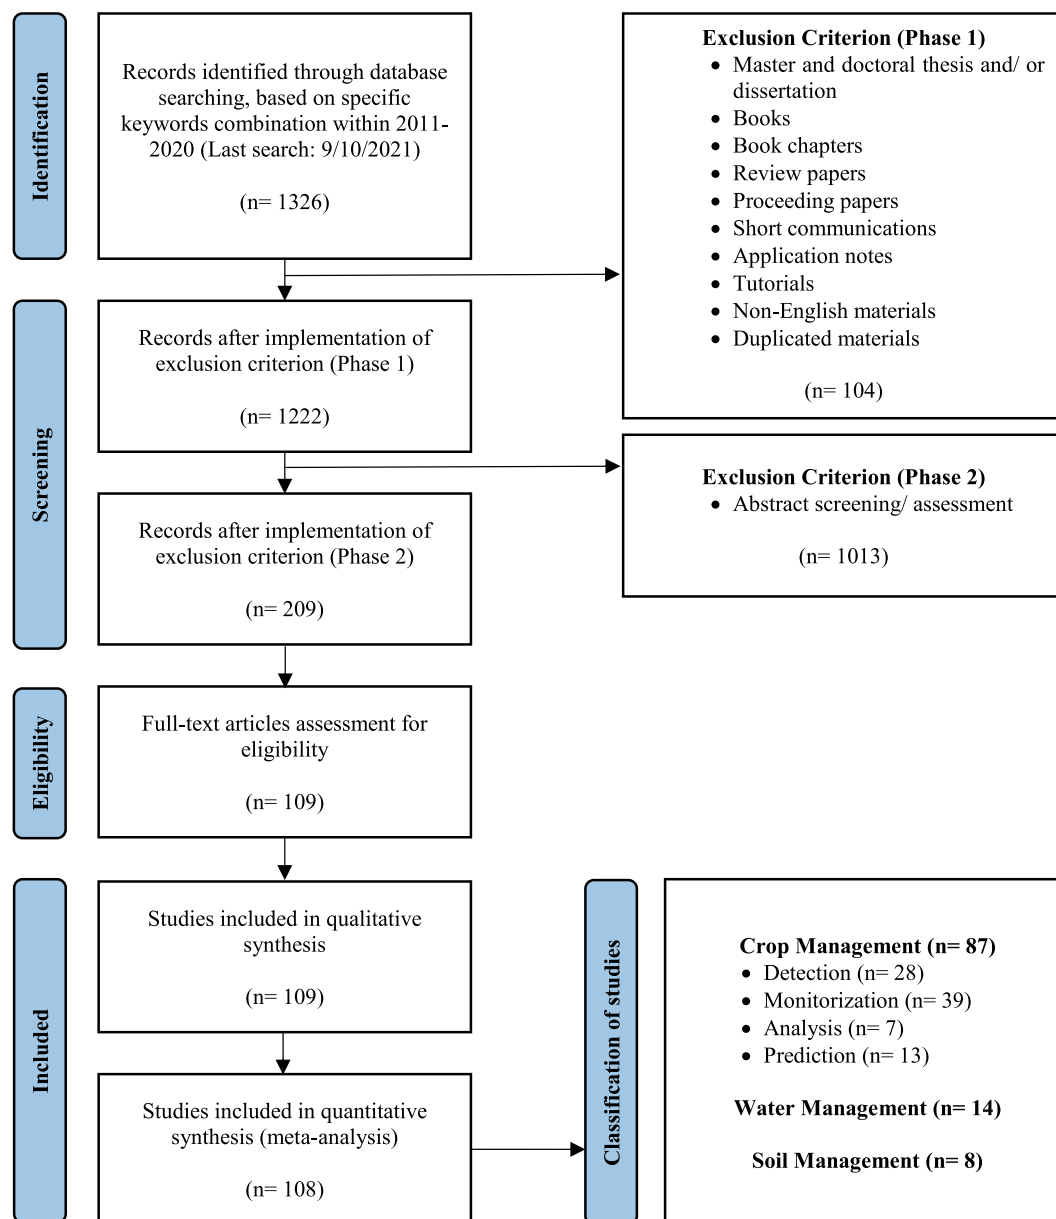 Identification
Records identified through database
searching, based on specific
keywords combination within 2011-
2020 (Last search: 9/10/2021)
(n= 1326)
Exclusion Criterion (Phase 1)
• Master and doctoral thesis and/ or
dissertation
• Books
• Book chapters
• Review papers
• Proceeding papers
• Short communications
• Application notes
• Tutorials
• Non-English materials
• Duplicated materials
(n= 104)
Screening
Records after implementation of
exclusion criterion (Phase 1)
(n= 1222)
Exclusion Criterion (Phase 2)
• Abstract screening/ assessment
(n= 1013)
Records after implementation of
exclusion criterion (Phase 2)
(n= 209)
Eligibility
Full-text articles assessment for
eligibility
(n= 109)
Included
Studies included in qualitative
synthesis
(n= 109)
Studies included in quantitative
synthesis (meta-analysis)
(n= 108)
Classification of studies
Crop Management (n= 87)
• Detection (n= 28)
• Monitorization (n= 39)
• Analysis (n= 7)
• Prediction (n= 13)
Water Management (n= 14)
Soil Management (n= 8)